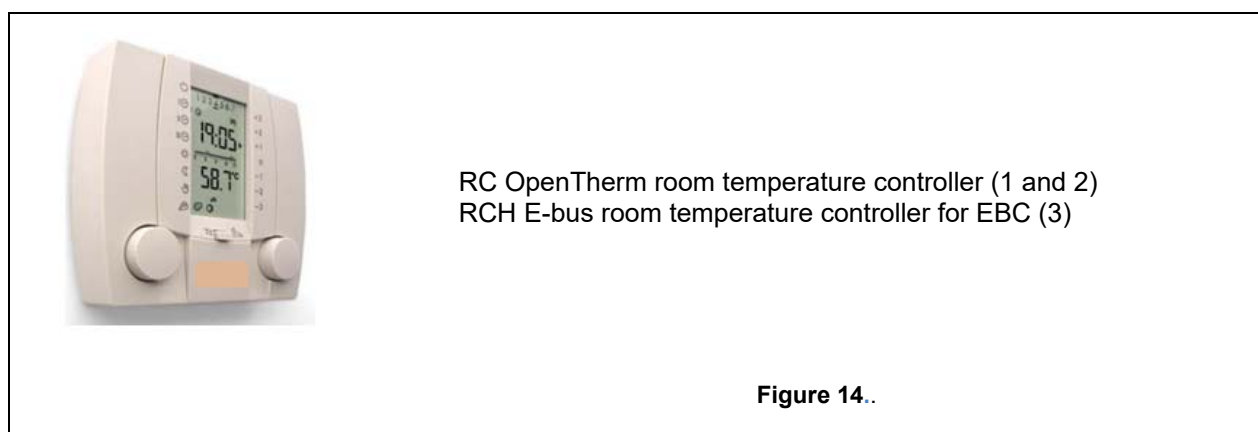 19:05
58.7°C
RC OpenTherm room temperature controller (1 and 2)
RCH E-bus room temperature controller for EBC (3)
Figure 14..